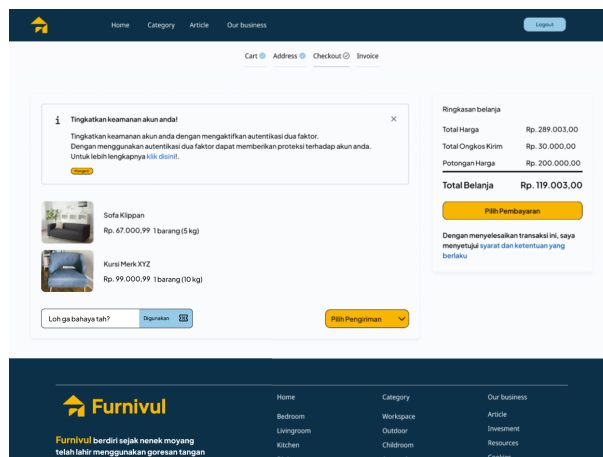 Home Category Article Our business Logout
Cart Address Checkout Invoice
Tingkatkan keamanan akun anda!
Tingkatkan keamanan akun anda dengan mengaktifkan autentikasi dua faktor.
Dengan menggunakan autentikasi dua faktor dapat memberikan proteksi terhadap akun anda.
Untuk lebih lengkapnya klik disini!.
Sofa Klippan
Rp. 67.000,99 1 barang (5 kg)
Kursi Merk XYZ
Rp. 99.000,99 1 barang (10 kg)
Loh ga bahaya tah? Digunakan
Pilih Pengiriman
Ringkasan belanja
Total Harga Rp. 289.003,00
Total Ongkos Kirim Rp. 30.000,00
Potongan Harga Rp. 200.000,00
Total Belanja Rp. 119.003,00
Pilih Pembayaran
Dengan menyelesaikan transaksi ini, saya
menyetujui syarat dan ketentuan yang
berlaku
Furnivul
Furnivul berdiri sejak nenek moyang
telah lahir menggunakan goresan tangan
Home
Bedroom
Livingroom
Kitchen
Category
Workspace
Outdoor
Childroom
Our business
Article
Invesment
Resources
Cookies